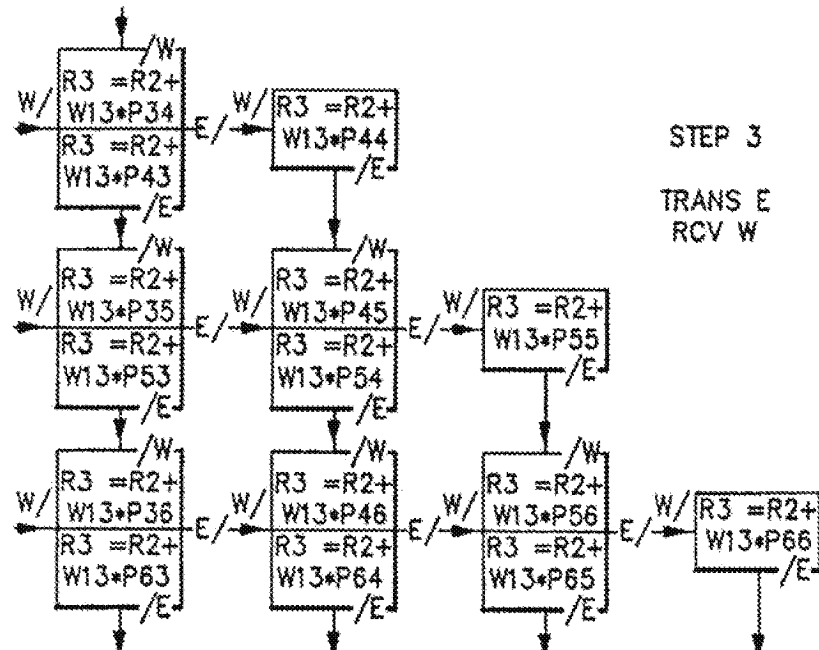 /W
R3 =R2+
W13*P34
W/
R3 =R2+
W13*P43
E/
/E
W/
R3 =R2+
W13*P44
/E
STEP 3
TRANS E
RCV W
/W
R3 =R2+
W13*P35
W/
R3 =R2+
W13*P53
E/
/E
/W
R3 =R2+
W13*P45
W/
R3 =R2+
W13*P54
E/
/E
W/
R3 =R2+
W13*P55
/E
/W
R3 =R2+
W13*P36
W/
R3 =R2+
W13*P63
E/
/E
/W
R3 =R2+
W13*P46
W/
R3 =R2+
W13*P64
E/
/E
/W
R3 =R2+
W13*P56
W/
R3 =R2+
W13*P65
E/
/E
W/
R3 =R2+
W13*P66
/E